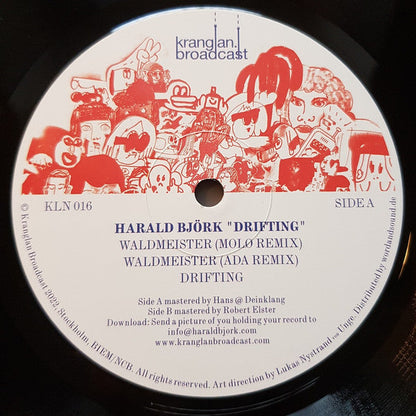 kranglan.
broadcast
KLN 016
SIDE A
HARALD BJÖRK "DRIFTING"
WALDMEISTER (MOLO REMIX)
WALDMEISTER (ADA REMIX)
DRIFTING
Side A mastered by Hans @ Deinklang
Side B mastered by Robert Elster
Download: Send a picture of you holding your record to
info@haraldbjork.com
www.kranglanbroadcast.com
© Kranglan Broadcast 2022, Stockholm, BIEM/NCB. All rights reserved. Art direction by Lukas Nystrand von Unge. Distributed by wordandsound.de